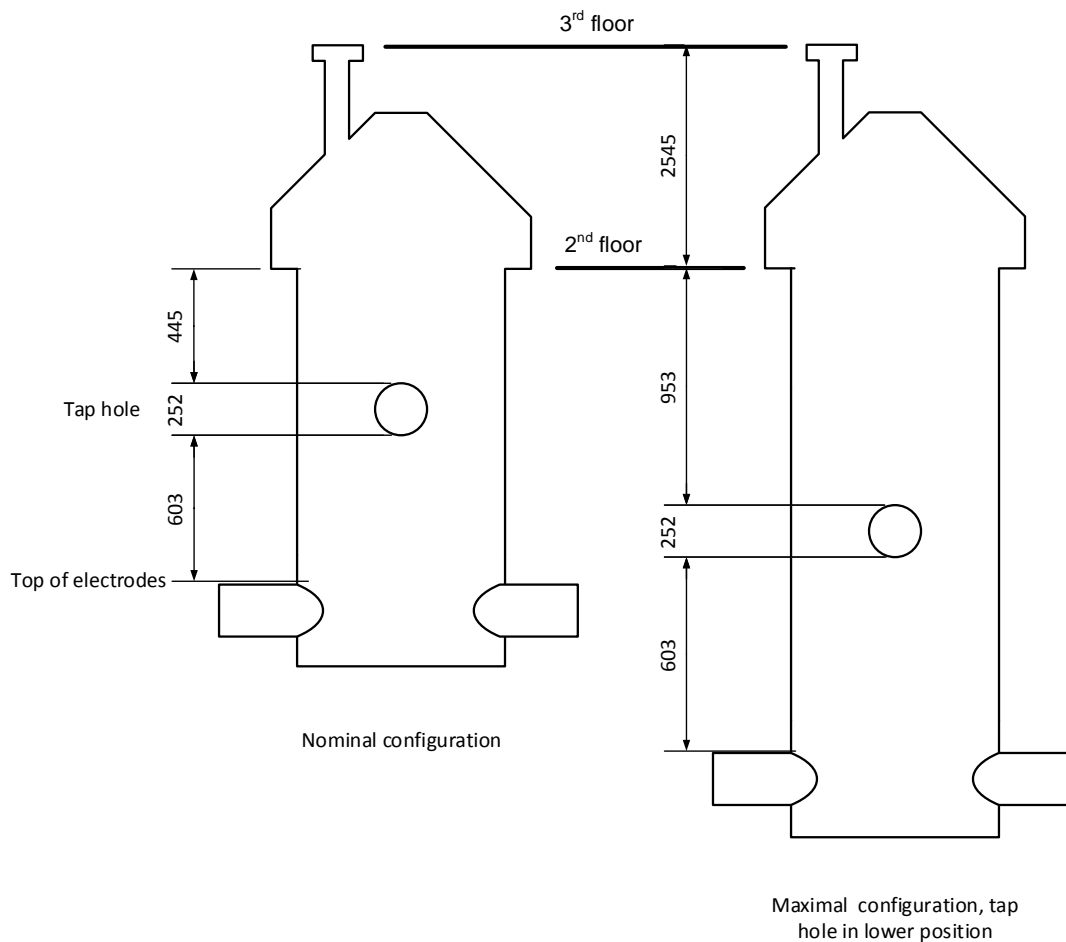 3rd floor
2545
2nd floor
445
Tap hole
252
603
Top of electrodes
953
252
603
Nominal configuration
Maximal configuration, tap
hole in lower position